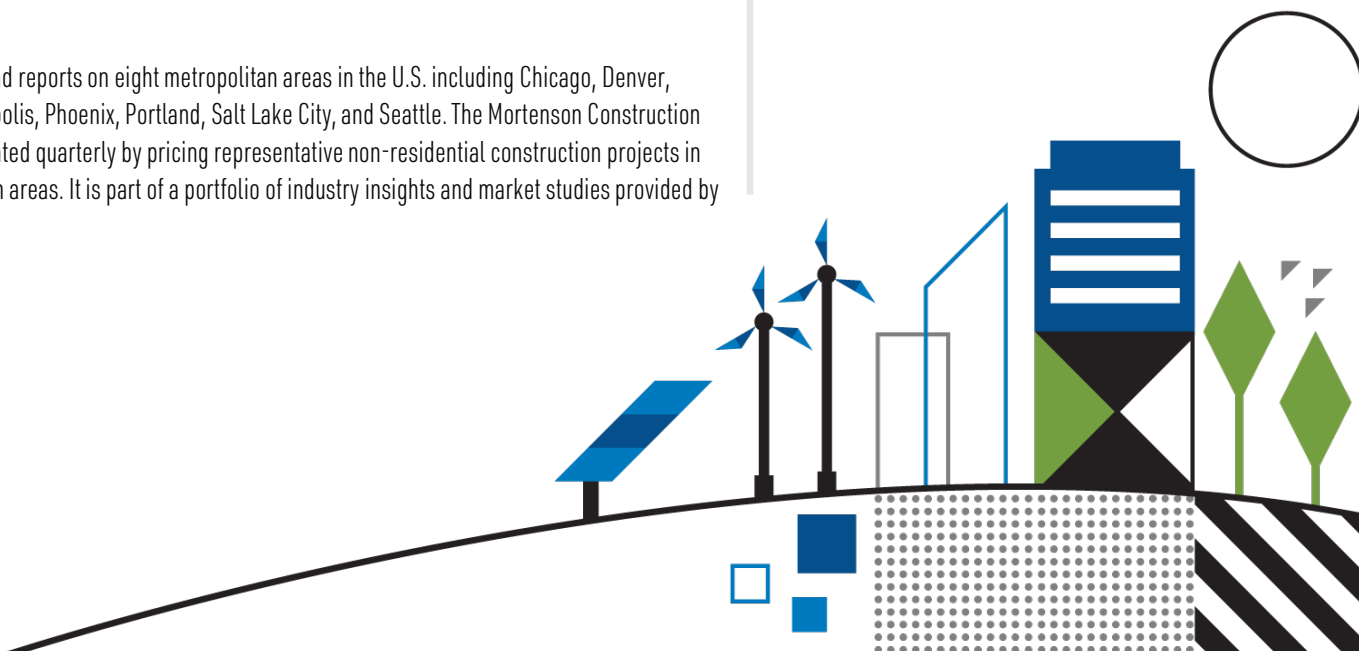 d reports on eight metropolitan areas in the U.S. including Chicago, Denver,
polis, Phoenix, Portland, Salt Lake City, and Seattle. The Mortenson Construction
ated quarterly by pricing representative non-residential construction projects in
n areas. It is part of a portfolio of industry insights and market studies provided by